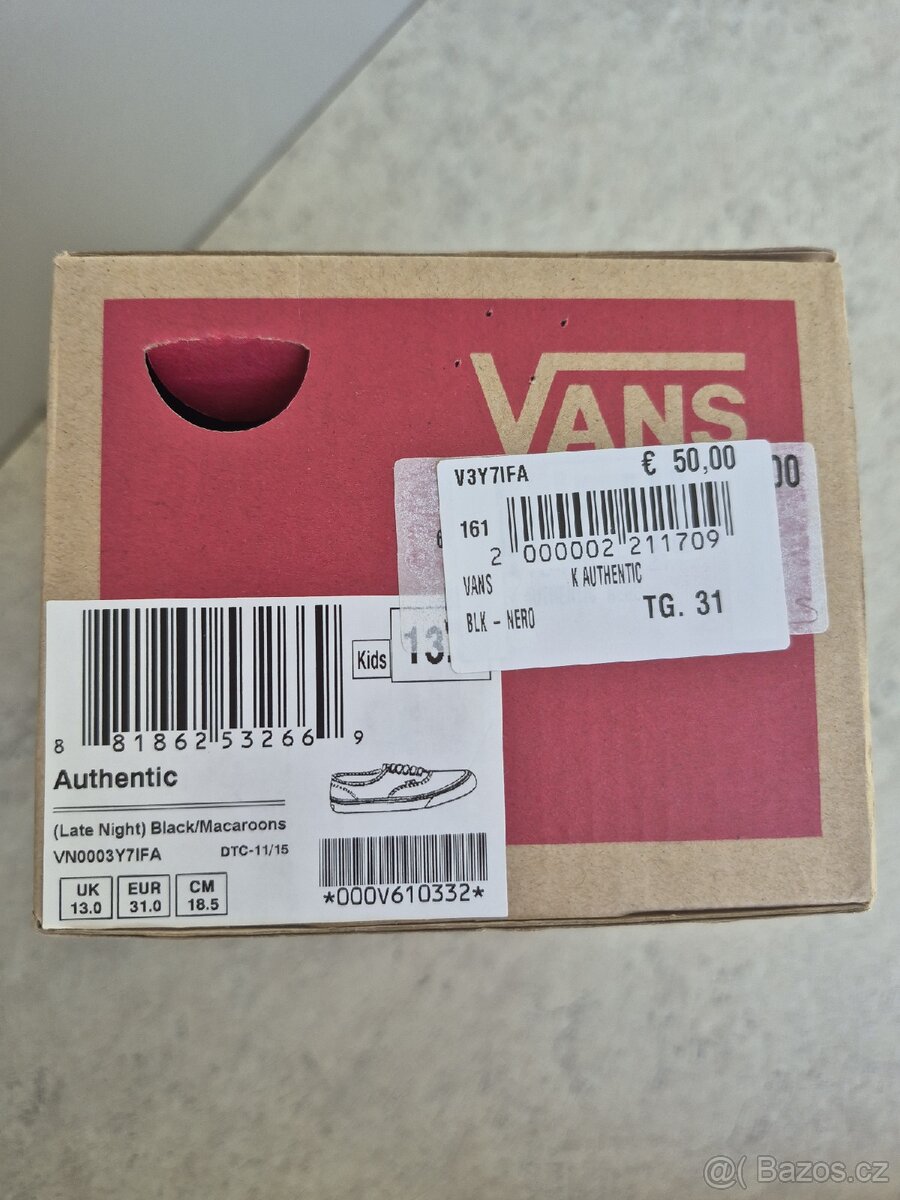 VANS
V3Y7IFA € 50,00
00
161
2 000002 211709
VANS K AUTHENTIC
BLK - NERO TG. 31
Kids 13
8 81862 53266 9
Authentic
(Late Night) Black/Macaroons
VN0003Y7IFA DTC-11/15
UK EUR CM
13.0 31.0 18.5
*000V610332*
@( Bazos.cz